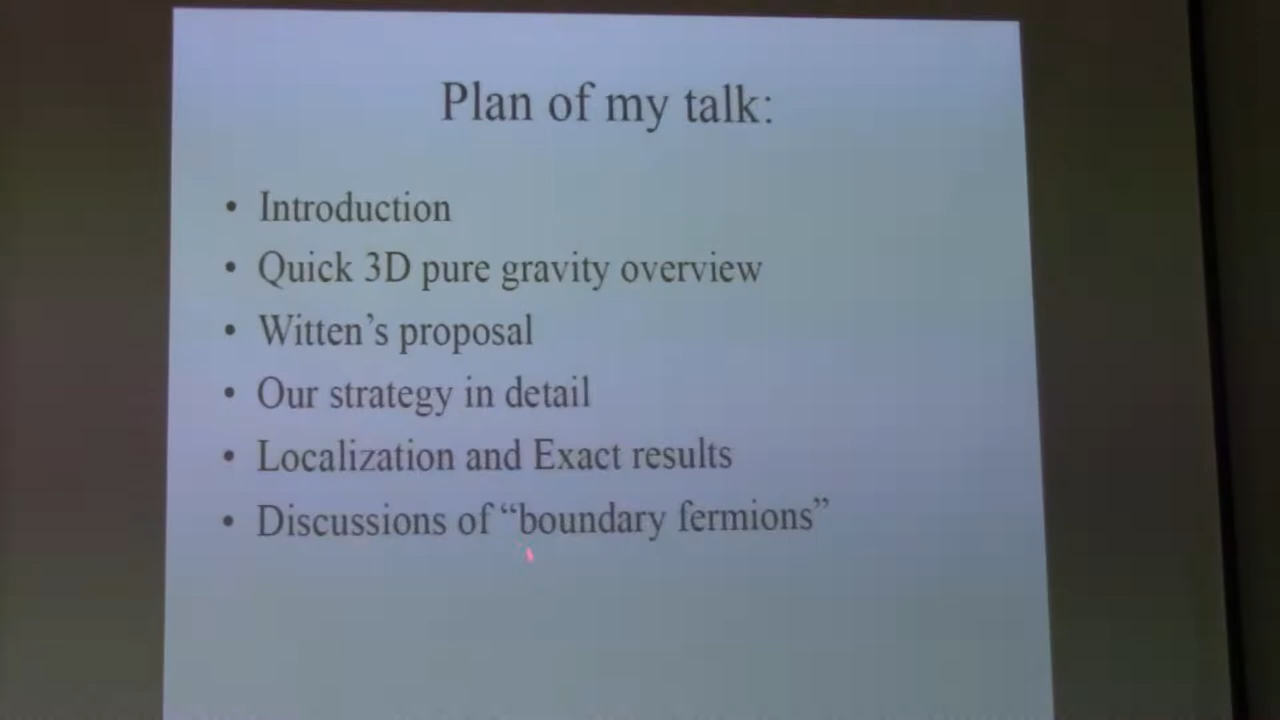 Plan of my talk:
• Introduction
• Quick 3D pure gravity overview
• Witten’s proposal
• Our strategy in detail
• Localization and Exact results
• Discussions of “boundary fermions”